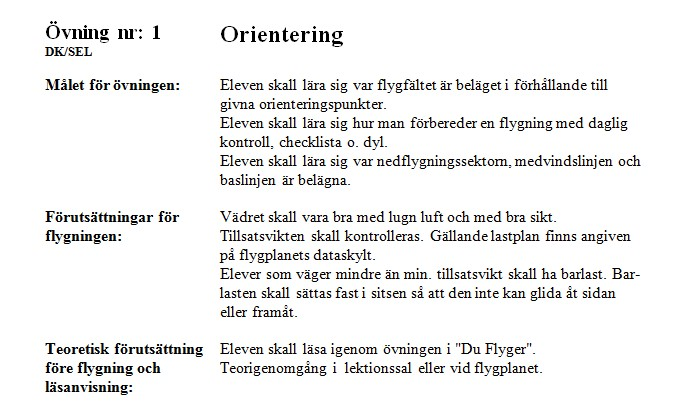 Övning nr: 1 Orientering
DK/SEL
Målet för övningen: Eleven skall lära sig var flygfältet är beläget i förhållande till
givna orienteringspunkter.
Eleven skall lära sig hur man förbereder en flygning med daglig
kontroll, checklista o. dyl.
Eleven skall lära sig var nedflygningssektorn, medvindslinjen och
baslinjen är belägna.
Förutsättningar för Vädret skall vara bra med lugn luft och med bra sikt.
flygningen: Tillsatsvikten skall kontrolleras. Gällande lastplan finns angiven
på flygplanets dataskylt.
Elever som väger mindre än min. tillsatsvikt skall ha barlast. Bar-
lasten skall sättas fast i sitsen så att den inte kan glida åt sidan
eller framåt.
Teoretisk förutsättning Eleven skall läsa igenom övningen i "Du Flyger".
före flygning och Teorigenomgång i lektionssal eller vid flygplanet.
läsanvisning: